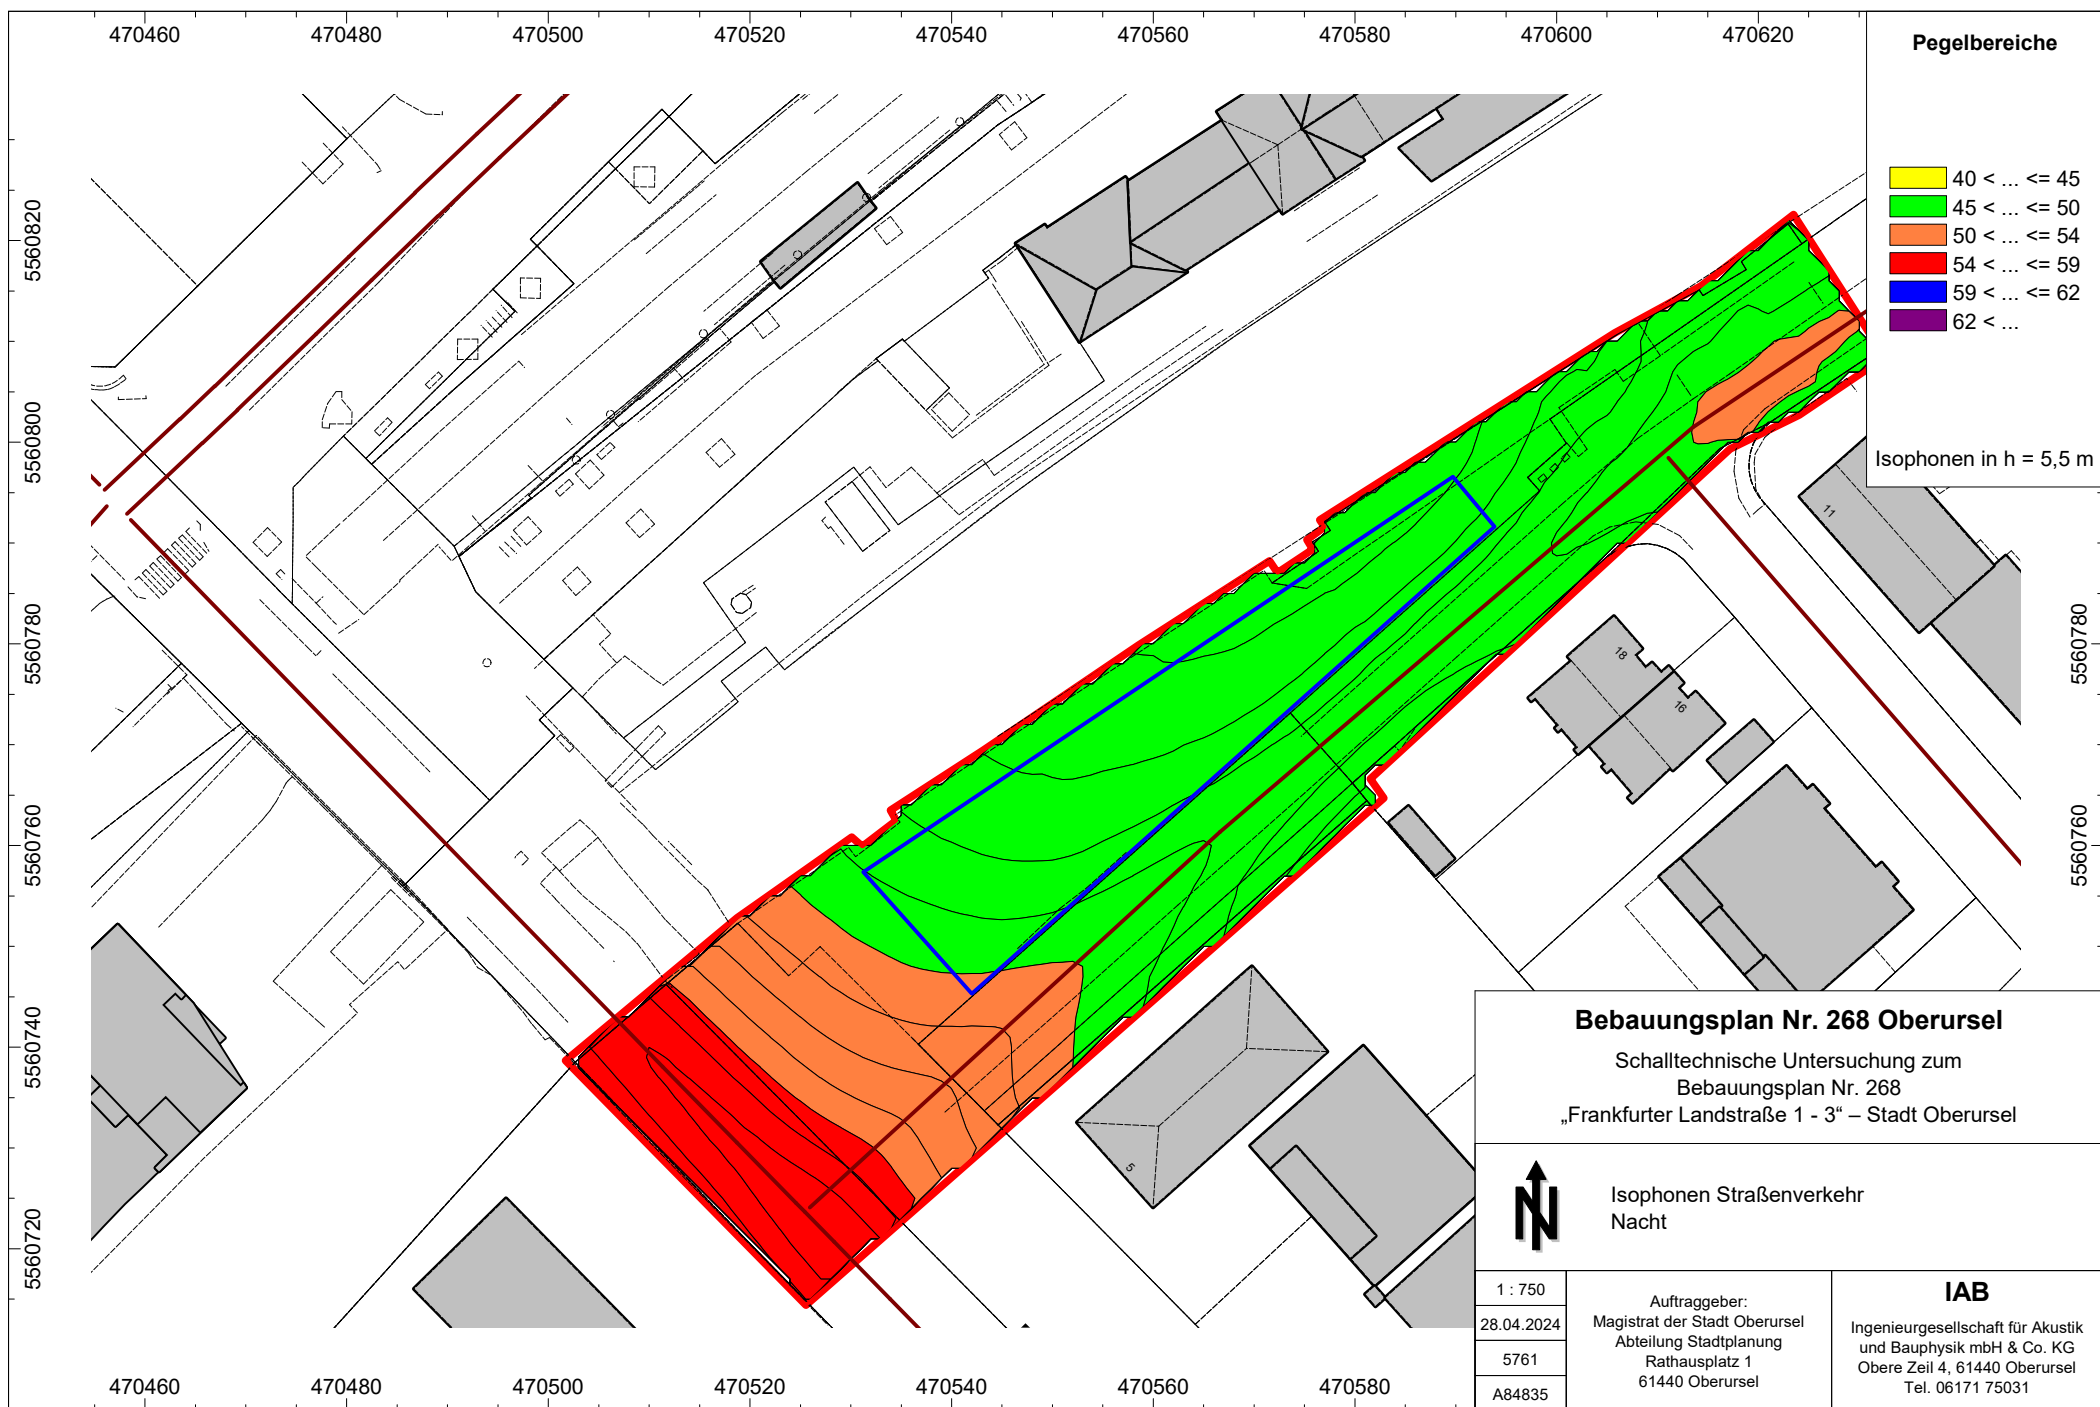 470460 470480 470500 470520 470540 470560 470580 470600 470620
Pegelbereiche
40 < ... <= 45
45 < ... <= 50
50 < ... <= 54
54 < ... <= 59
59 < ... <= 62
62 < ...
Isophonen in h = 5,5 m
5560820
5560800
5560780
5560760
5560740
5560720
5560780
5560760
11
18
16
5
Bebauungsplan Nr. 268 Oberursel
Schalltechnische Untersuchung zum
Bebauungsplan Nr. 268
„Frankfurter Landstraße 1 - 3“ – Stadt Oberursel
N
Isophonen Straßenverkehr
Nacht
1 : 750
28.04.2024
5761
A84835
Auftraggeber:
Magistrat der Stadt Oberursel
Abteilung Stadtplanung
Rathausplatz 1
61440 Oberursel
IAB
Ingenieurgesellschaft für Akustik
und Bauphysik mbH & Co. KG
Obere Zeil 4, 61440 Oberursel
Tel. 06171 75031
470460 470480 470500 470520 470540 470560 470580